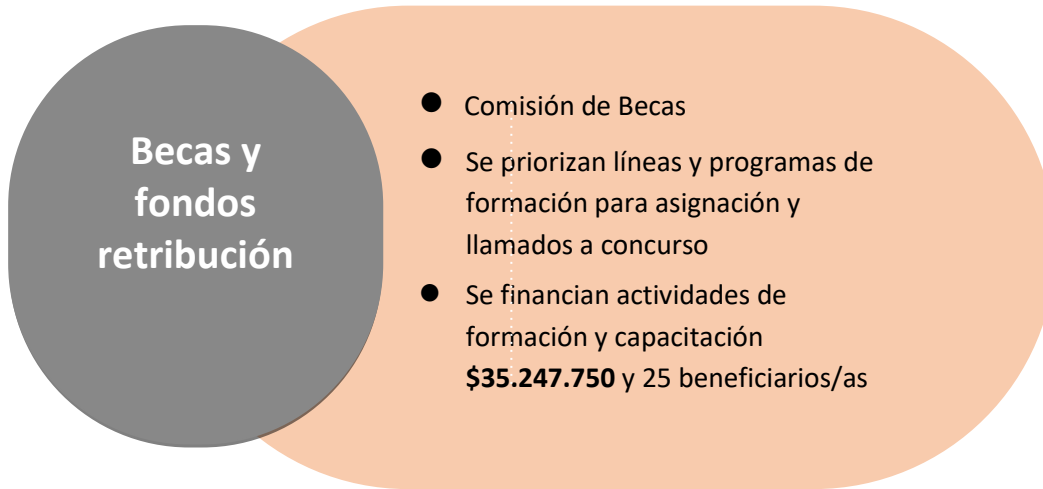 Becas y
fondos
retribución
● Comisión de Becas
● Se priorizan líneas y programas de
formación para asignación y
llamados a concurso
● Se financian actividades de
formación y capacitación
$35.247.750 y 25 beneficiarios/as